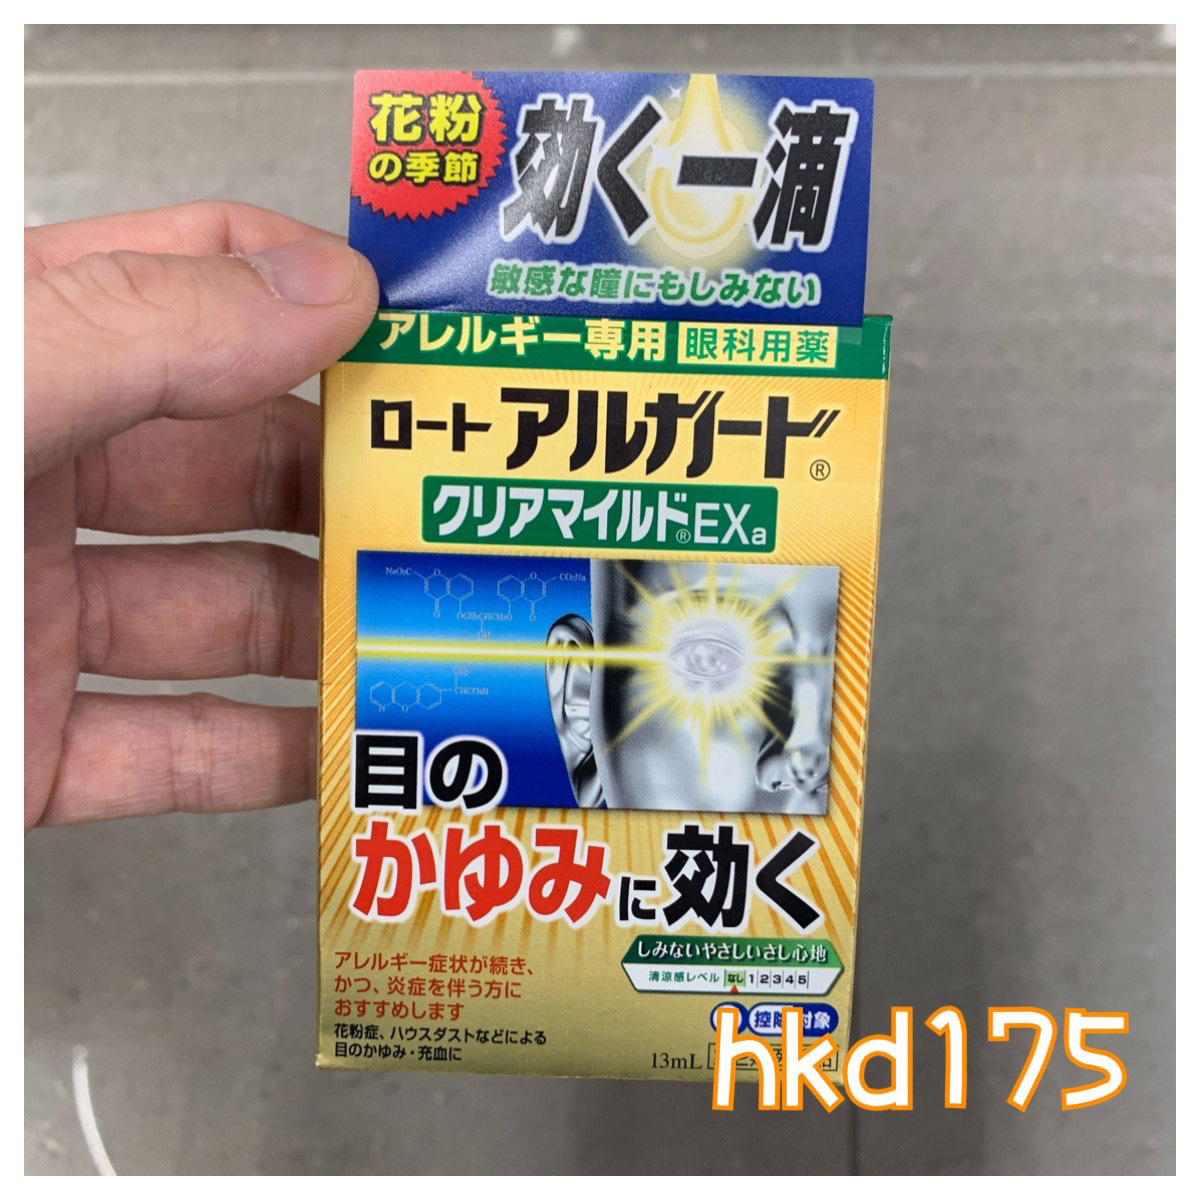 花粉
の季節
効く一滴
敏感な瞳にもしみない
アレルギー専用 眼科用薬
ロート アルガード®
クリアマイルド®EXa
NaO₂C
CO₂Na
目の
かゆみに効く
しみないやさしいさし心地
清涼感レベル なし 1 2 3 4 5
アレルギー症状が続き、
かつ、炎症を伴う方に
おすすめします
花粉症、ハウスダストなどによる
目のかゆみ・充血に
控除対象
13mL
hkd175